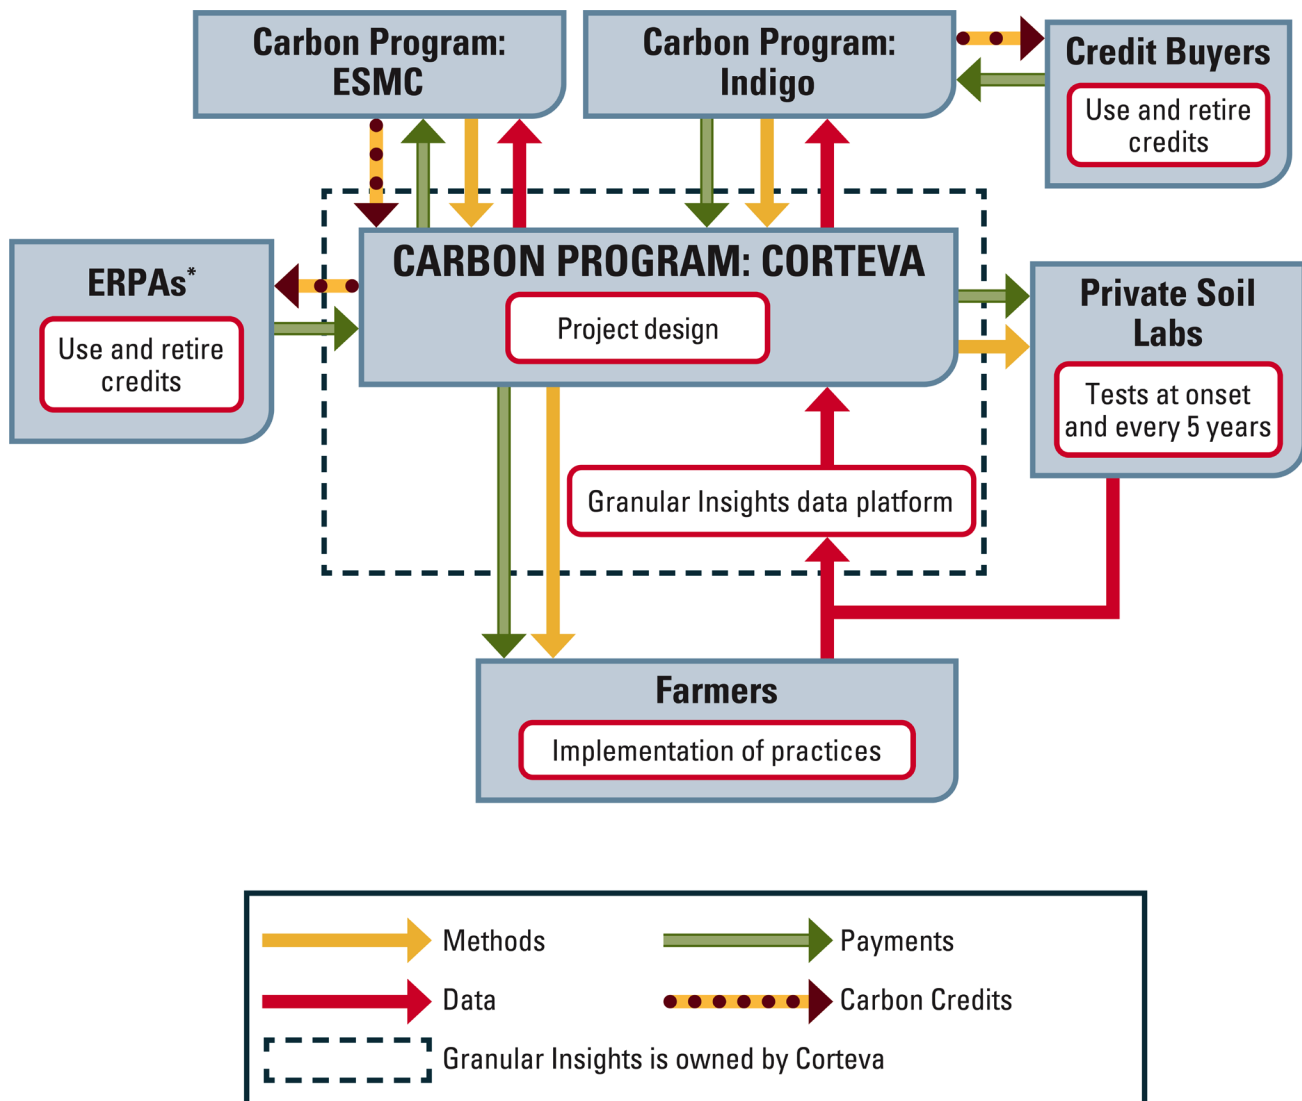 Carbon Program:
ESMC
Carbon Program:
Indigo
Credit Buyers
Use and retire
credits
ERPAs*
Use and retire
credits
CARBON PROGRAM: CORTEVA
Project design
Private Soil
Labs
Tests at onset
and every 5 years
Granular Insights data platform
Farmers
Implementation of practices
Methods
Payments
Data
Carbon Credits
Granular Insights is owned by Corteva